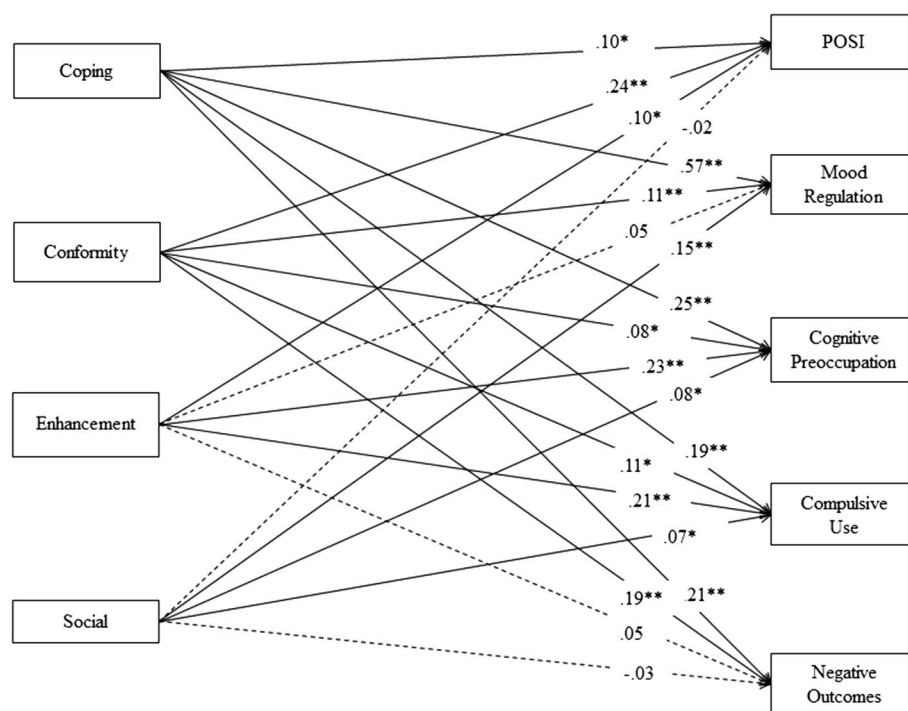 Coping
Conformity
Enhancement
Social
.10*
.24**
.10*
-.02
.57**
.11**
.05
.15**
.25**
.08*
.23**
.08*
.19**
.11*
.21**
.07*
.21**
.19**
.05
-.03
POSI
Mood
Regulation
Cognitive
Preoccupation
Compulsive
Use
Negative
Outcomes